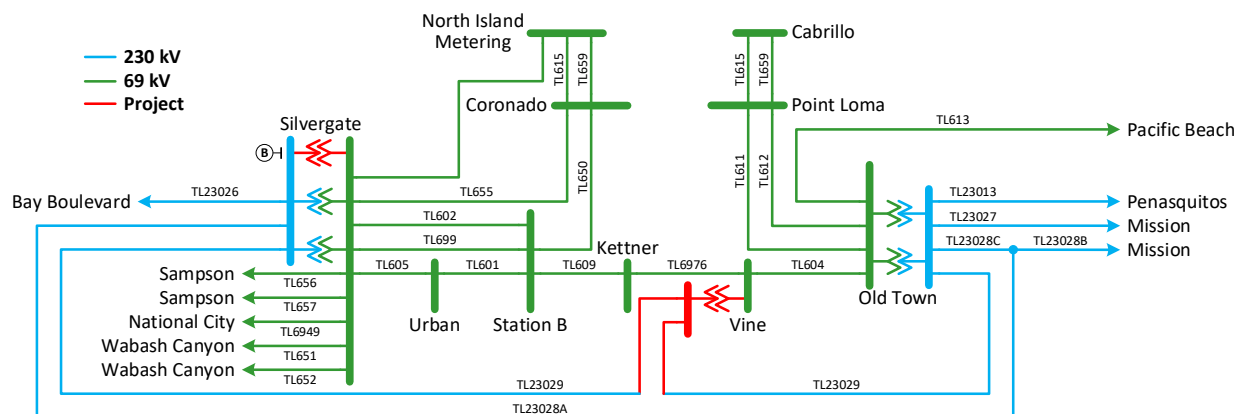 North Island
Metering
Cabrillo
230 kV
69 kV
Project
TL615
TL659
TL615
TL659
Coronado
Point Loma
Silvergate
B
TL613
Pacific Beach
TL650
TL611
TL612
Bay Boulevard
TL23026
TL655
TL23013
Penasquitos
TL602
TL23027
Mission
TL699
Kettner
TL23028C
TL23028B
Mission
Sampson
TL605
TL601
TL609
TL6976
TL604
TL656
Old Town
Sampson
TL657
National City
Urban
Station B
Vine
TL6949
Wabash Canyon
TL651
Wabash Canyon
TL652
TL23029
TL23029
TL23028A